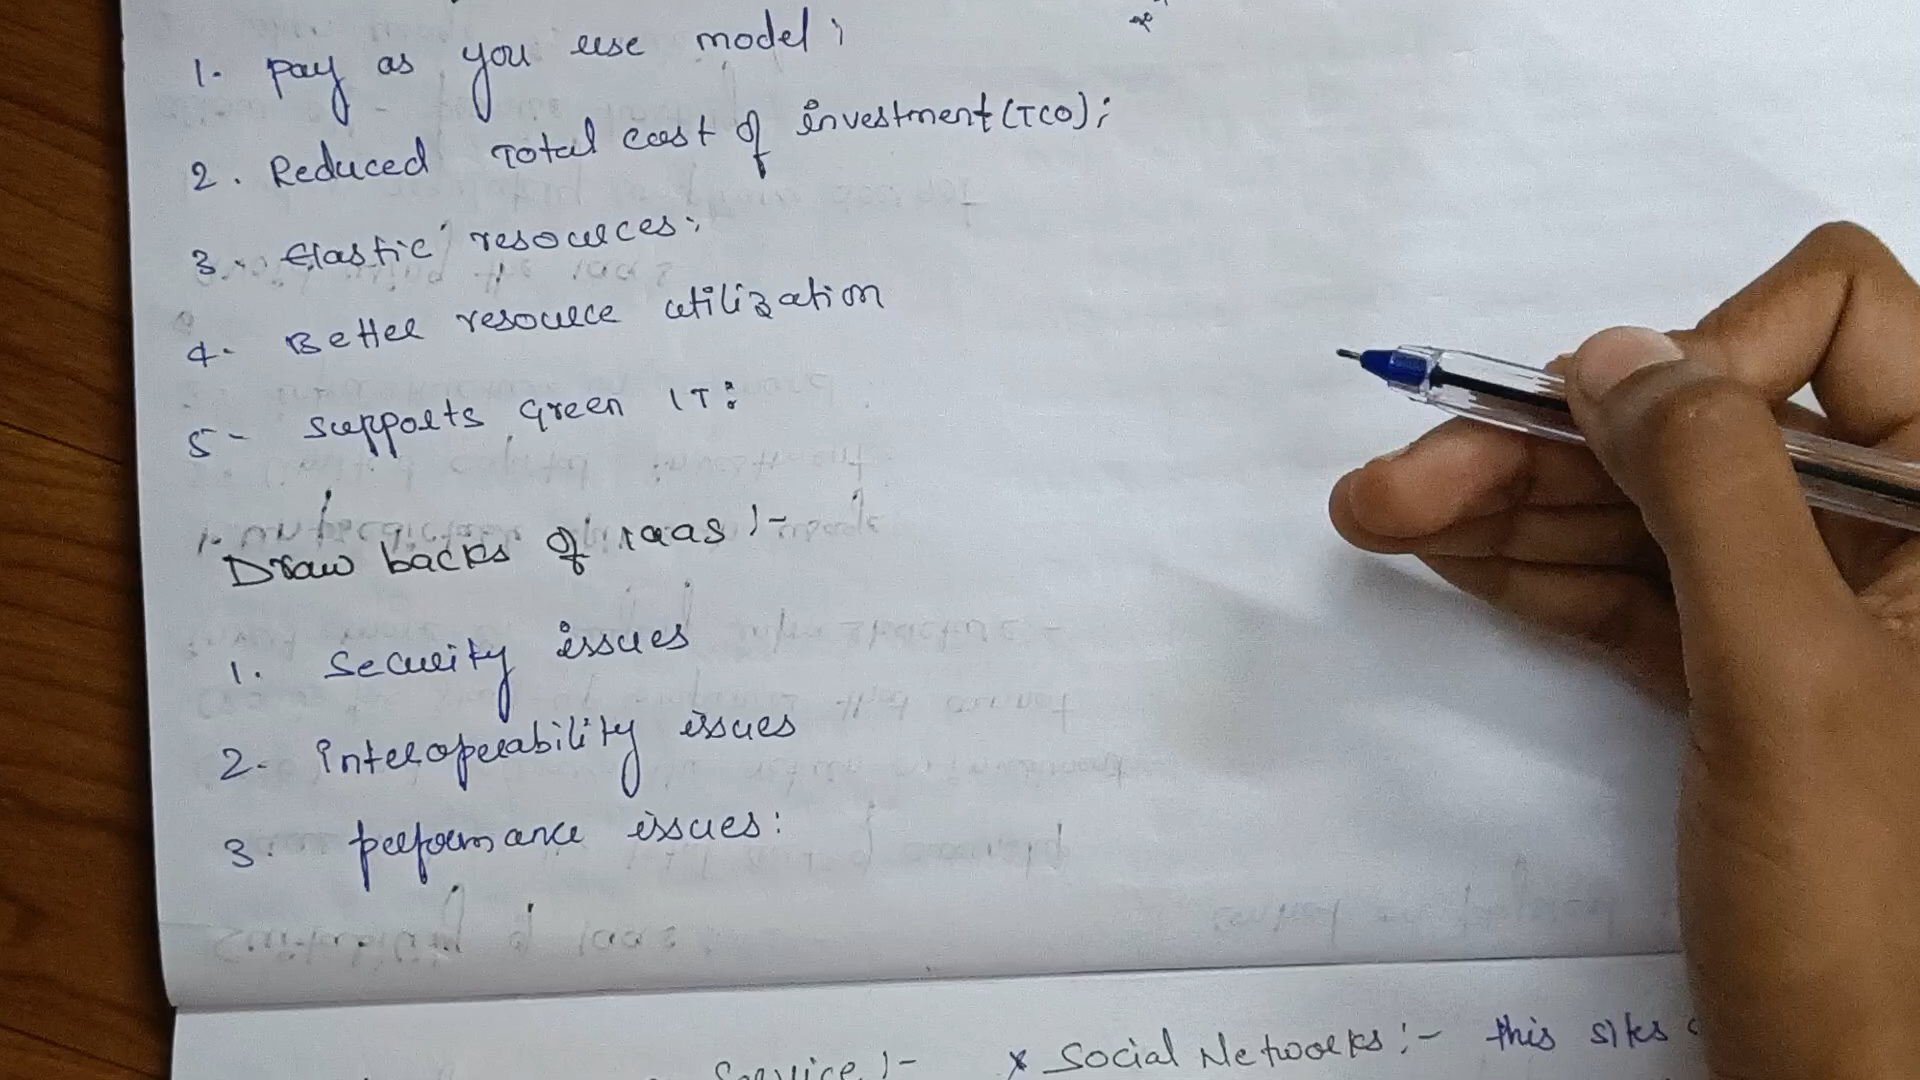 1. pay as you use model :
2. Reduced Total cost of investment (TCO) :
3. Elastic resources :
4. Better resource utilization
5 - supports Green IT :
Draw backs of IaaS :-
1. Security issues
2. interoperability issues
3. performance issues :
Service :- * Social Networks :- this sites